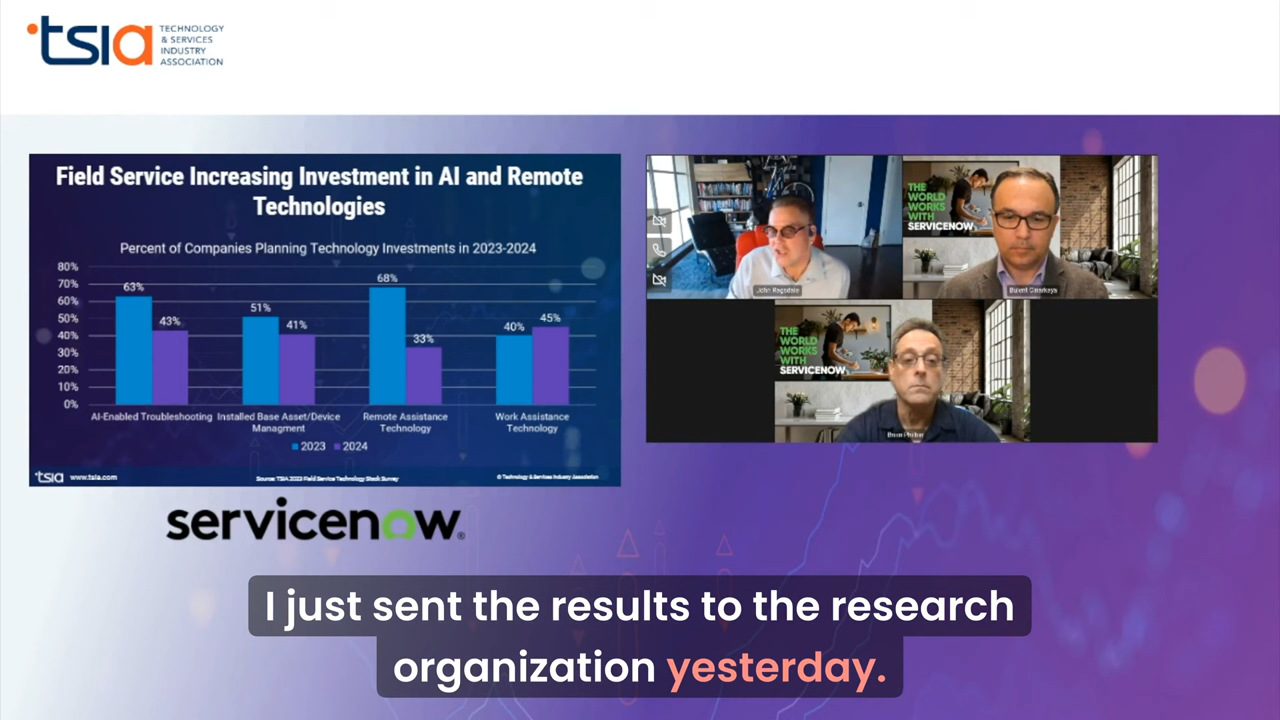 tsia
TECHNOLOGY
& SERVICES
INDUSTRY
ASSOCIATION
Field Service Increasing Investment in AI and Remote
Technologies
Percent of Companies Planning Technology Investments in 2023-2024
80%
70%
60%
50%
40%
30%
20%
10%
0%
63%
43%
51%
41%
68%
33%
40%
45%
AI-Enabled Troubleshooting
Installed Base Asset/Device
Managment
Remote Assistance
Technology
Work Assistance
Technology
2023 2024
tsia www.tsia.com
Source: TSIA 2023 Field Service Technology Stack Survey
© Technology & Services Industry Association
THE
WORLD
WORKS
WITH
SERVICENOW
John Ragsdale
THE
WORLD
WORKS
WITH
SERVICENOW
servicenow®
I just sent the results to the research
organization yesterday.